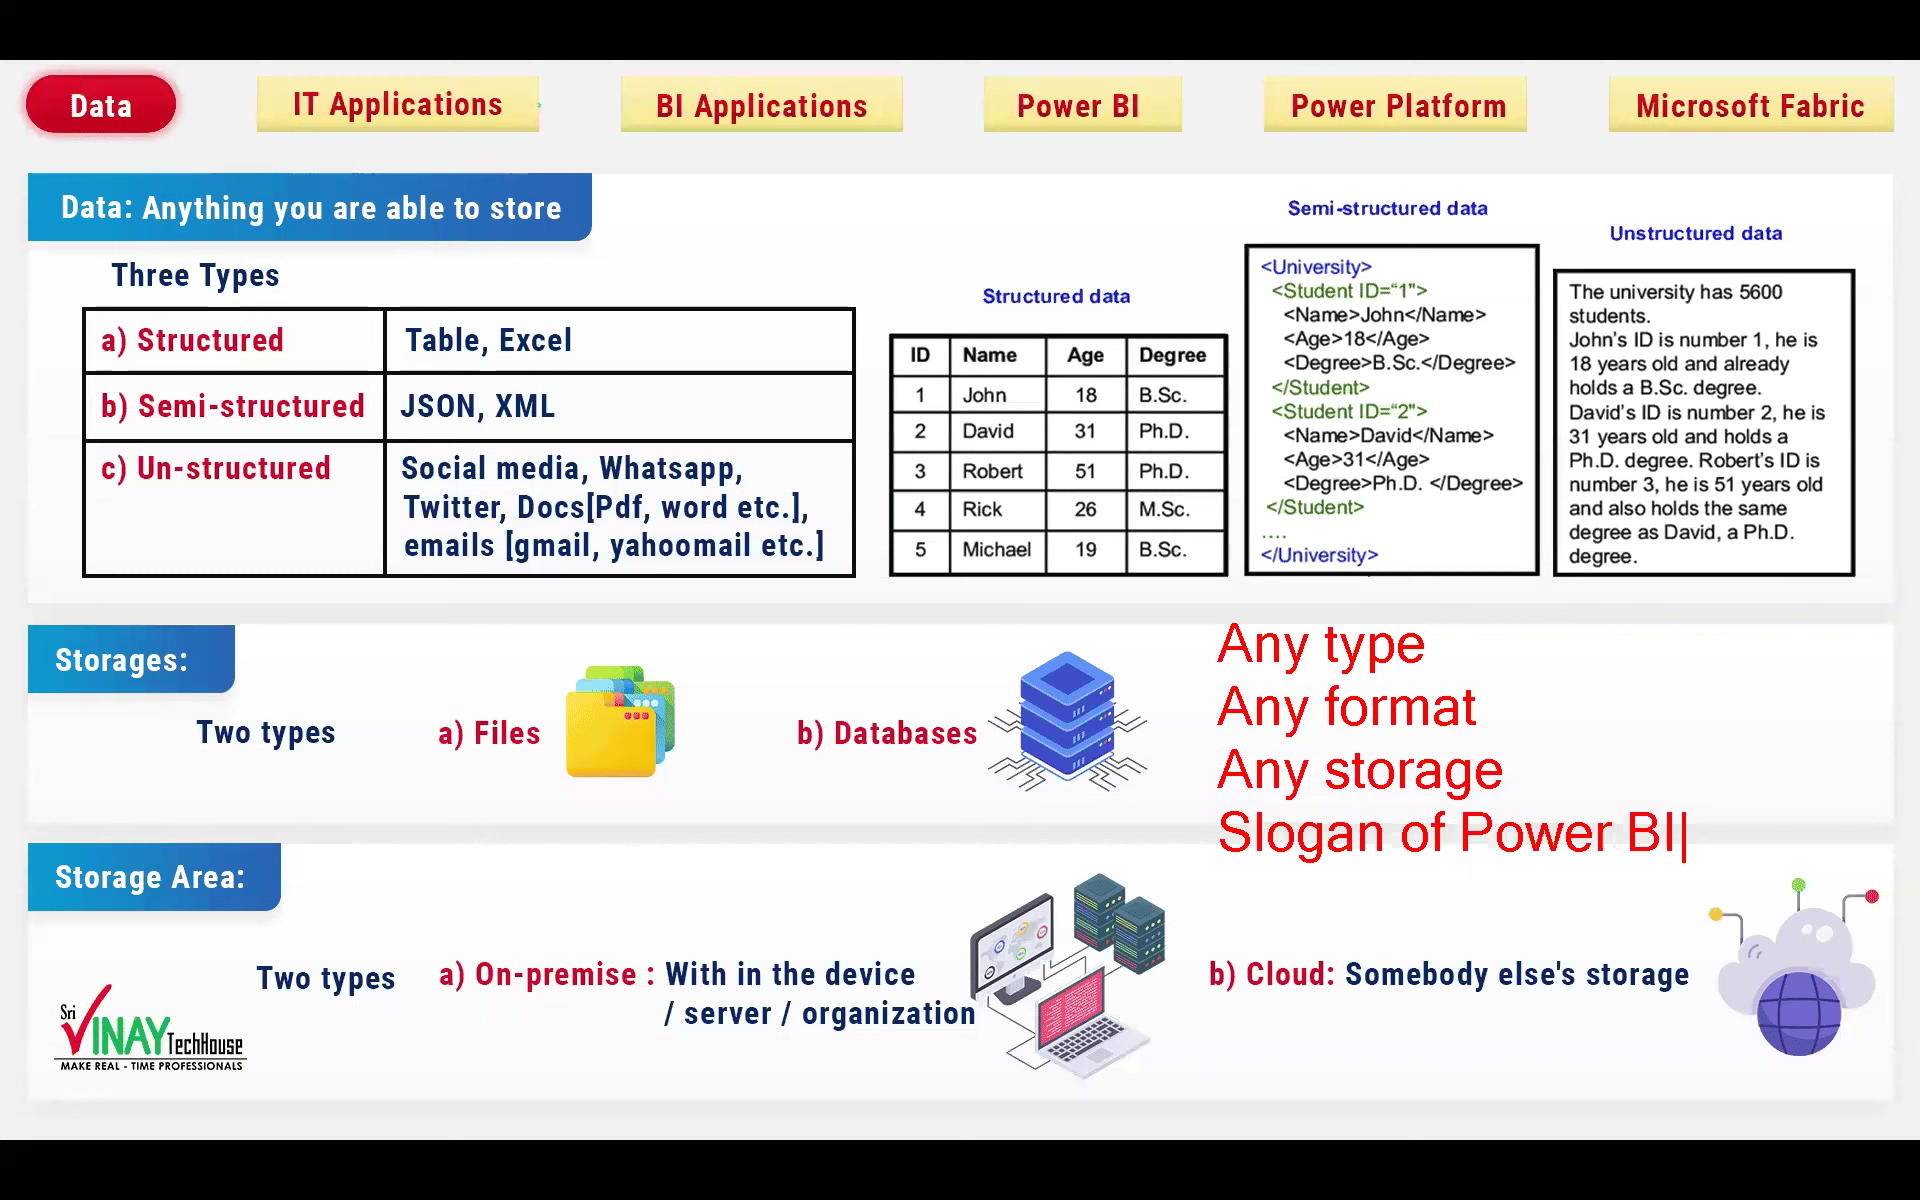 Data
IT Applications
BI Applications
Power BI
Power Platform
Microsoft Fabric
Data: Anything you are able to store
Three Types
a) Structured
Table, Excel
b) Semi-structured
JSON, XML
c) Un-structured
Social media, Whatsapp,
Twitter, Docs[Pdf, word etc.],
emails [gmail, yahoomail etc.]
Structured data
ID Name Age Degree
1 John 18 B.Sc.
2 David 31 Ph.D.
3 Robert 51 Ph.D.
4 Rick 26 M.Sc.
5 Michael 19 B.Sc.
Semi-structured data
<University>
<Student ID=“1">
<Name>John</Name>
<Age>18</Age>
<Degree>B.Sc.</Degree>
</Student>
<Student ID=“2">
<Name>David</Name>
<Age>31</Age>
<Degree>Ph.D. </Degree>
</Student>
....
</University>
Unstructured data
The university has 5600
students.
John’s ID is number 1, he is
18 years old and already
holds a B.Sc. degree.
David’s ID is number 2, he is
31 years old and holds a
Ph.D. degree. Robert’s ID is
number 3, he is 51 years old
and also holds the same
degree as David, a Ph.D.
degree.
Storages:
Two types
a) Files
b) Databases
Any type
Any format
Any storage
Slogan of Power BI
Storage Area:
Two types
a) On-premise : With in the device
/ server / organization
b) Cloud: Somebody else's storage
Sri
VINAY TechHouse
MAKE REAL - TIME PROFESSIONALS